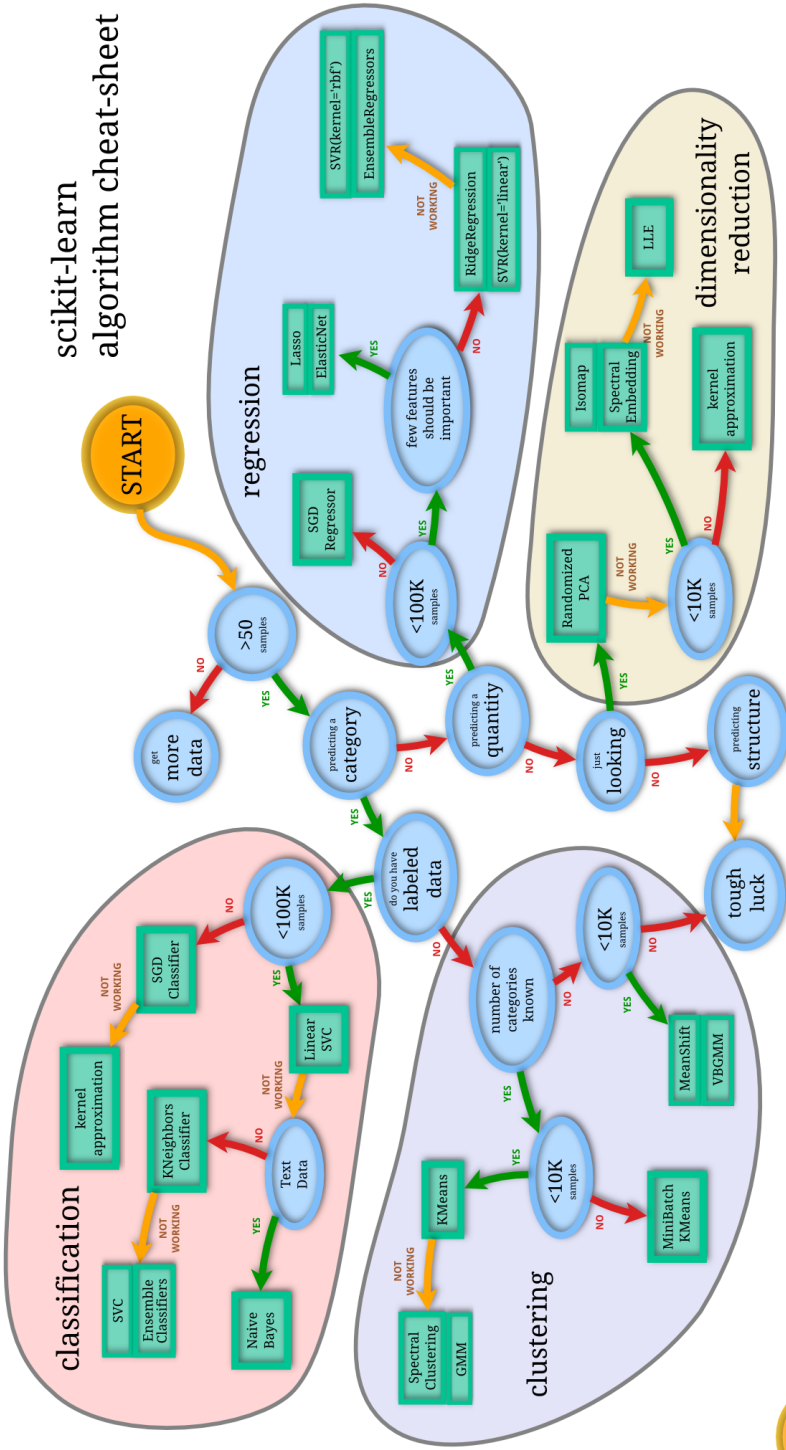 scikit-learn
algorithm cheat-sheet
START
>50
samples
NO
get
more
data
YES
predicting a
category
YES
do you have
labeled
data
NO
predicting a
quantity
YES
NO
just
looking
YES
NO
predicting
structure
tough
luck
classification
YES
<100K
samples
NO
SGD
Classifier
NOT
WORKING
kernel
approximation
YES
Linear
SVC
NOT
WORKING
Text
Data
NO
KNeighbors
Classifier
NOT
WORKING
SVC
Ensemble
Classifiers
YES
Naive
Bayes
clustering
NO
number of
categories
known
YES
<10K
samples
YES
KMeans
NOT
WORKING
Spectral
Clustering
GMM
NO
MiniBatch
KMeans
NO
<10K
samples
YES
MeanShift
VBGMM
NO
regression
<100K
samples
NO
SGD
Regressor
YES
few features
should be
important
YES
Lasso
ElasticNet
NO
RidgeRegression
SVR(kernel='linear')
NOT
WORKING
SVR(kernel='rbf')
EnsembleRegressors
dimensionality
reduction
Randomized
PCA
NOT
WORKING
<10K
samples
YES
Isomap
Spectral
Embedding
NOT
WORKING
LLE
NO
kernel
approximation